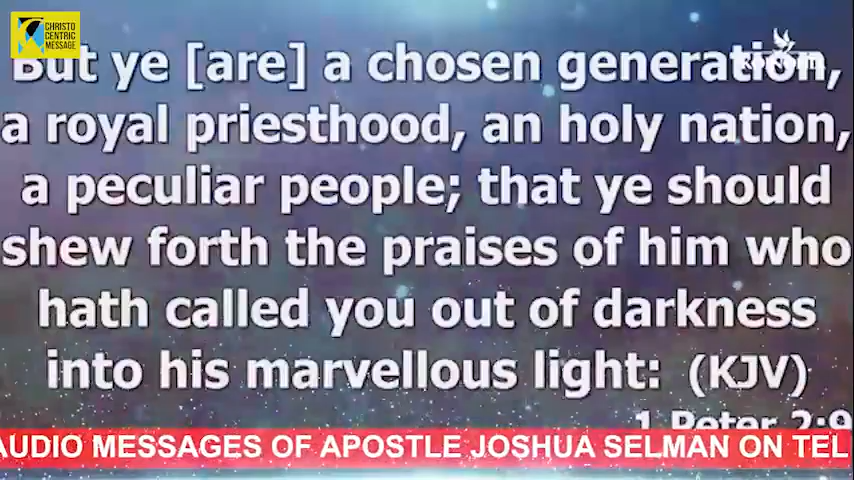 CHRISTO
CENTRIC
MESSAGE
But ye [are] a chosen generation,
a royal priesthood, an holy nation,
a peculiar people; that ye should
shew forth the praises of him who
hath called you out of darkness
into his marvellous light: (KJV)
1 Peter 2:9
AUDIO MESSAGES OF APOSTLE JOSHUA SELMAN ON TEL